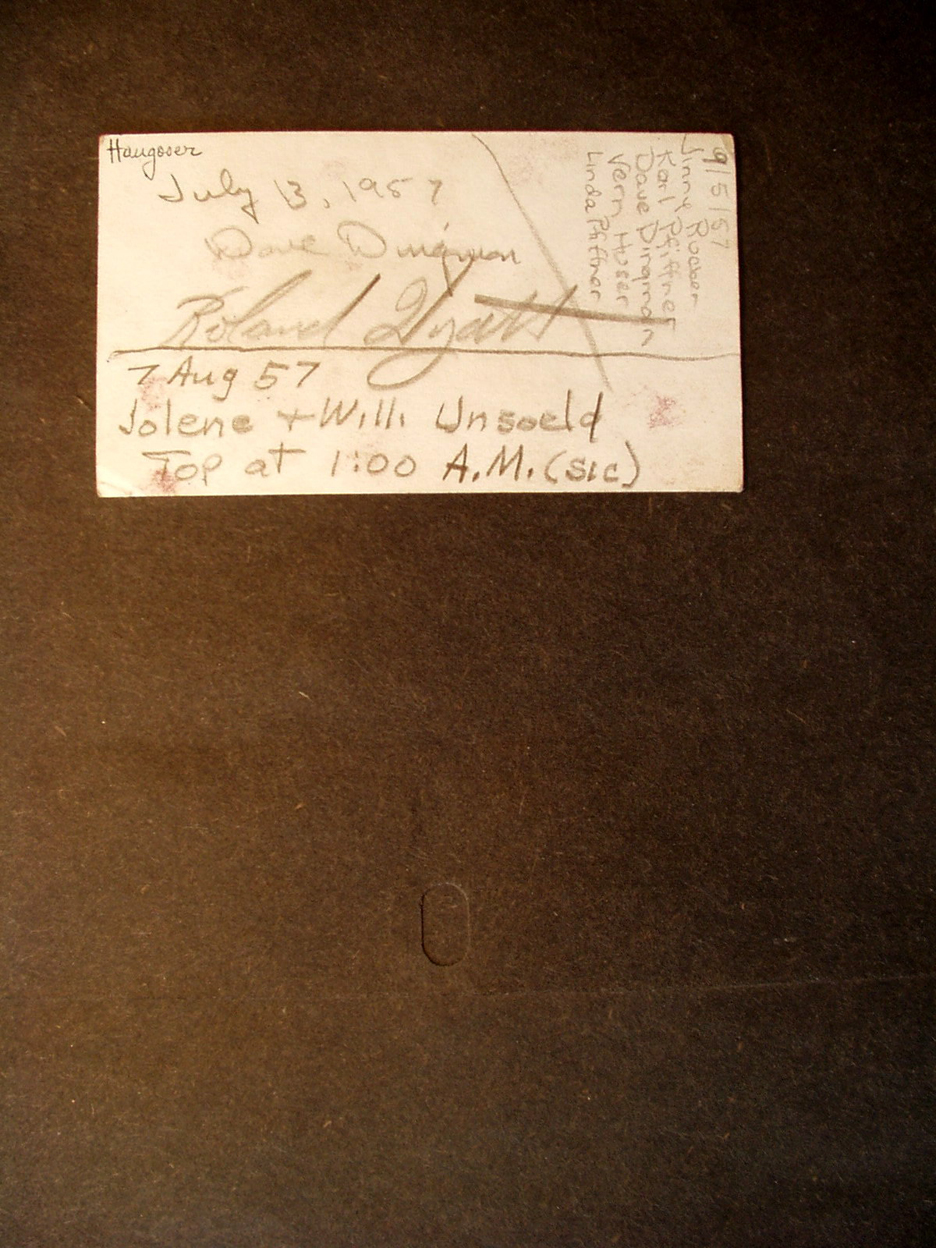 Hangover
July 13, 1957
Dave Dingman
Roland Wyatt
7 Aug 57
Jolene + Willi Unsoeld
Top at 1:00 A.M. (sic)
9/5/57
Jinny
Karl Pfiffner
Dave Dingman
Vern Huser
Linda Pfiffner